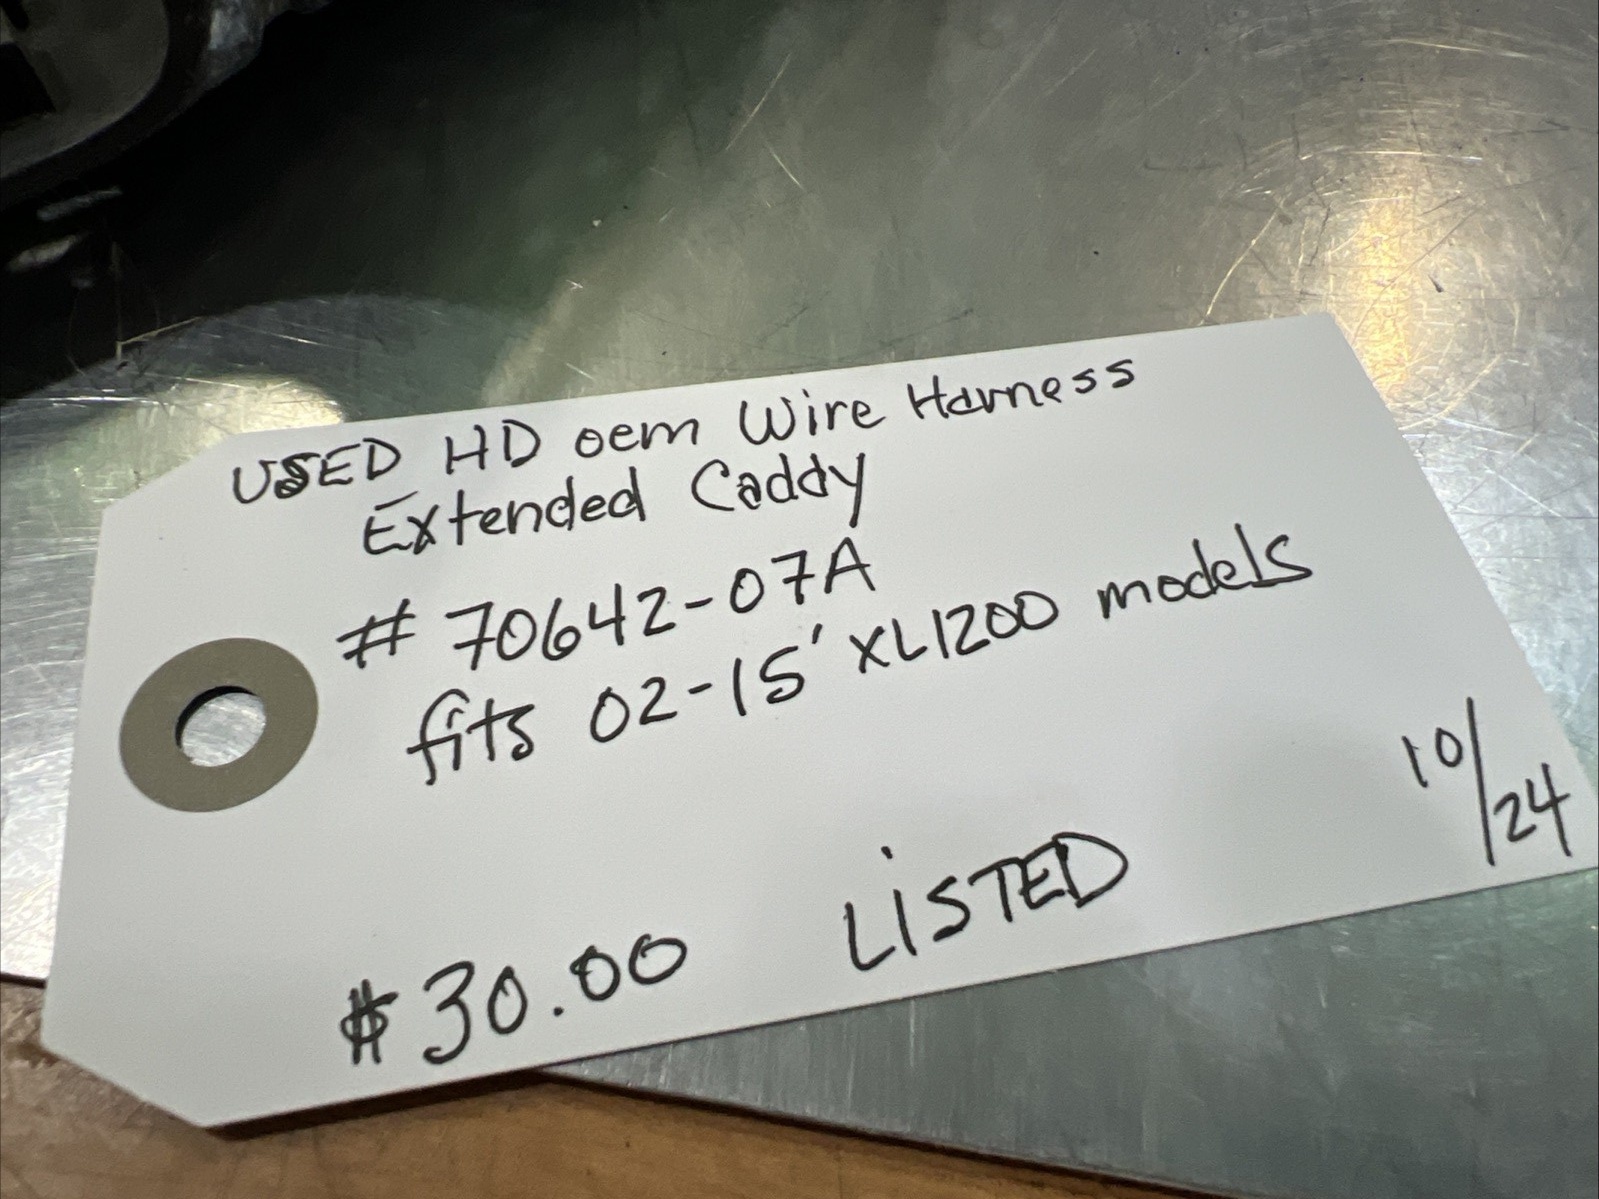 USED HD oem Wire Harness
Extended Caddy
# 70642-07A
fits 02-15' XL1200 models
10/24
$30.00 LiSTED